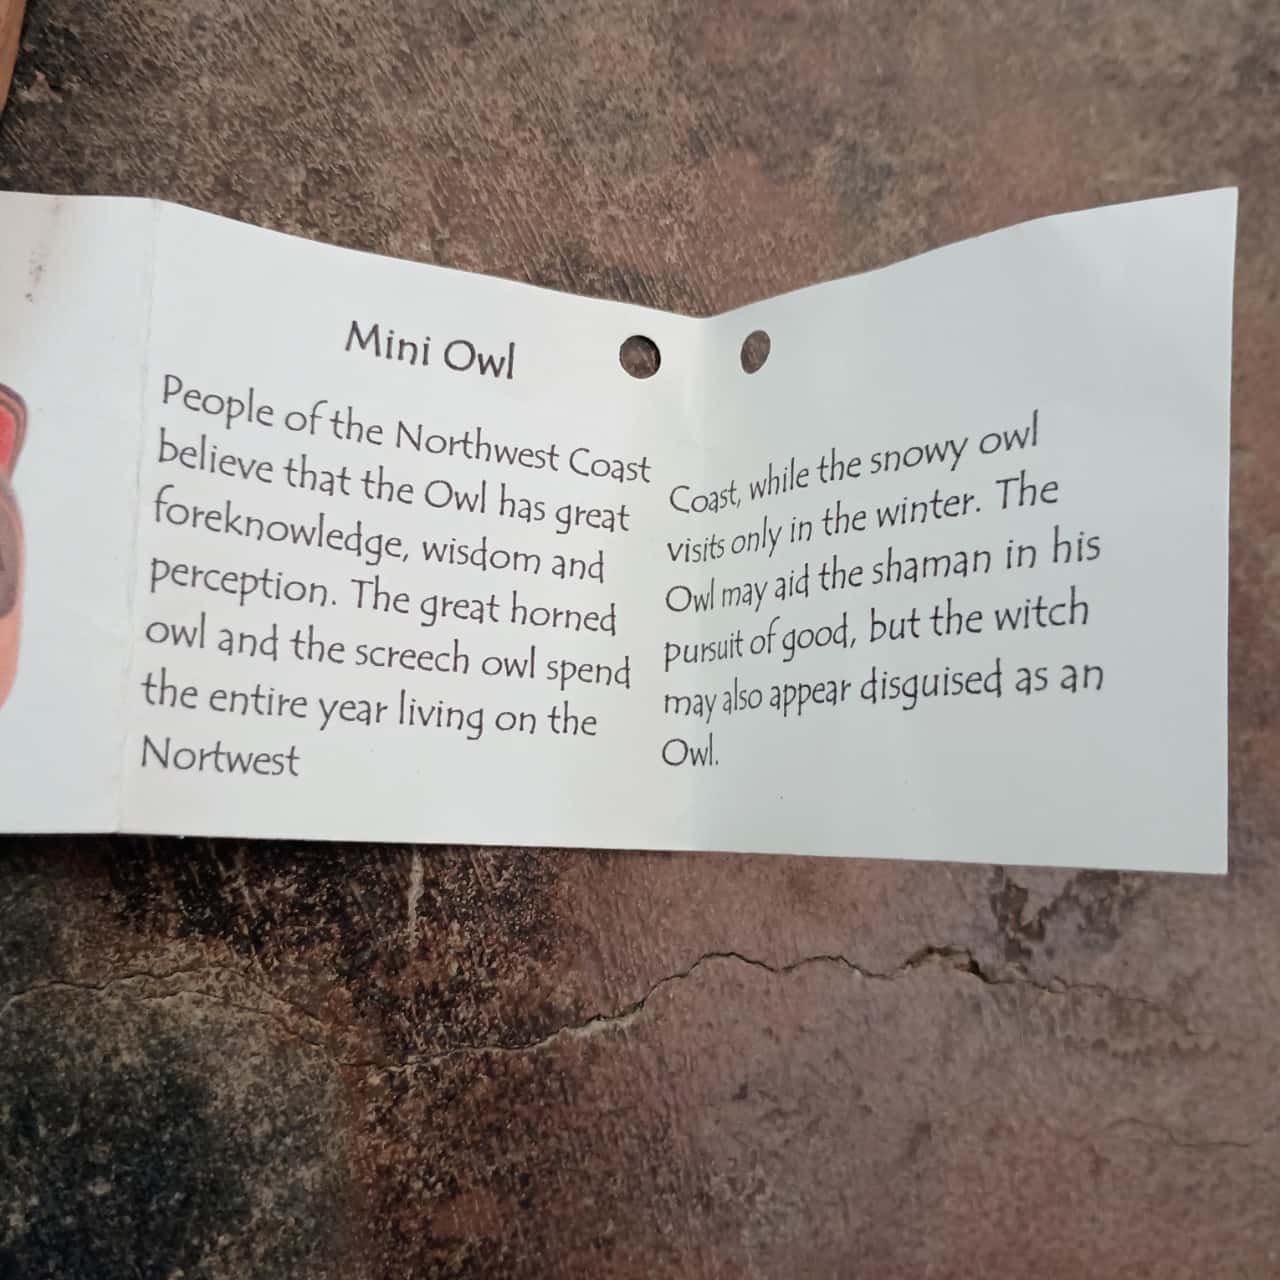 Mini Owl
People of the Northwest Coast
believe that the Owl has great
foreknowledge, wisdom and
perception. The great horned
owl and the screech owl spend
the entire year living on the
Nortwest
Coast, while the snowy owl
visits only in the winter. The
Owl may aid the shaman in his
pursuit of good, but the witch
may also appear disguised as an
Owl.